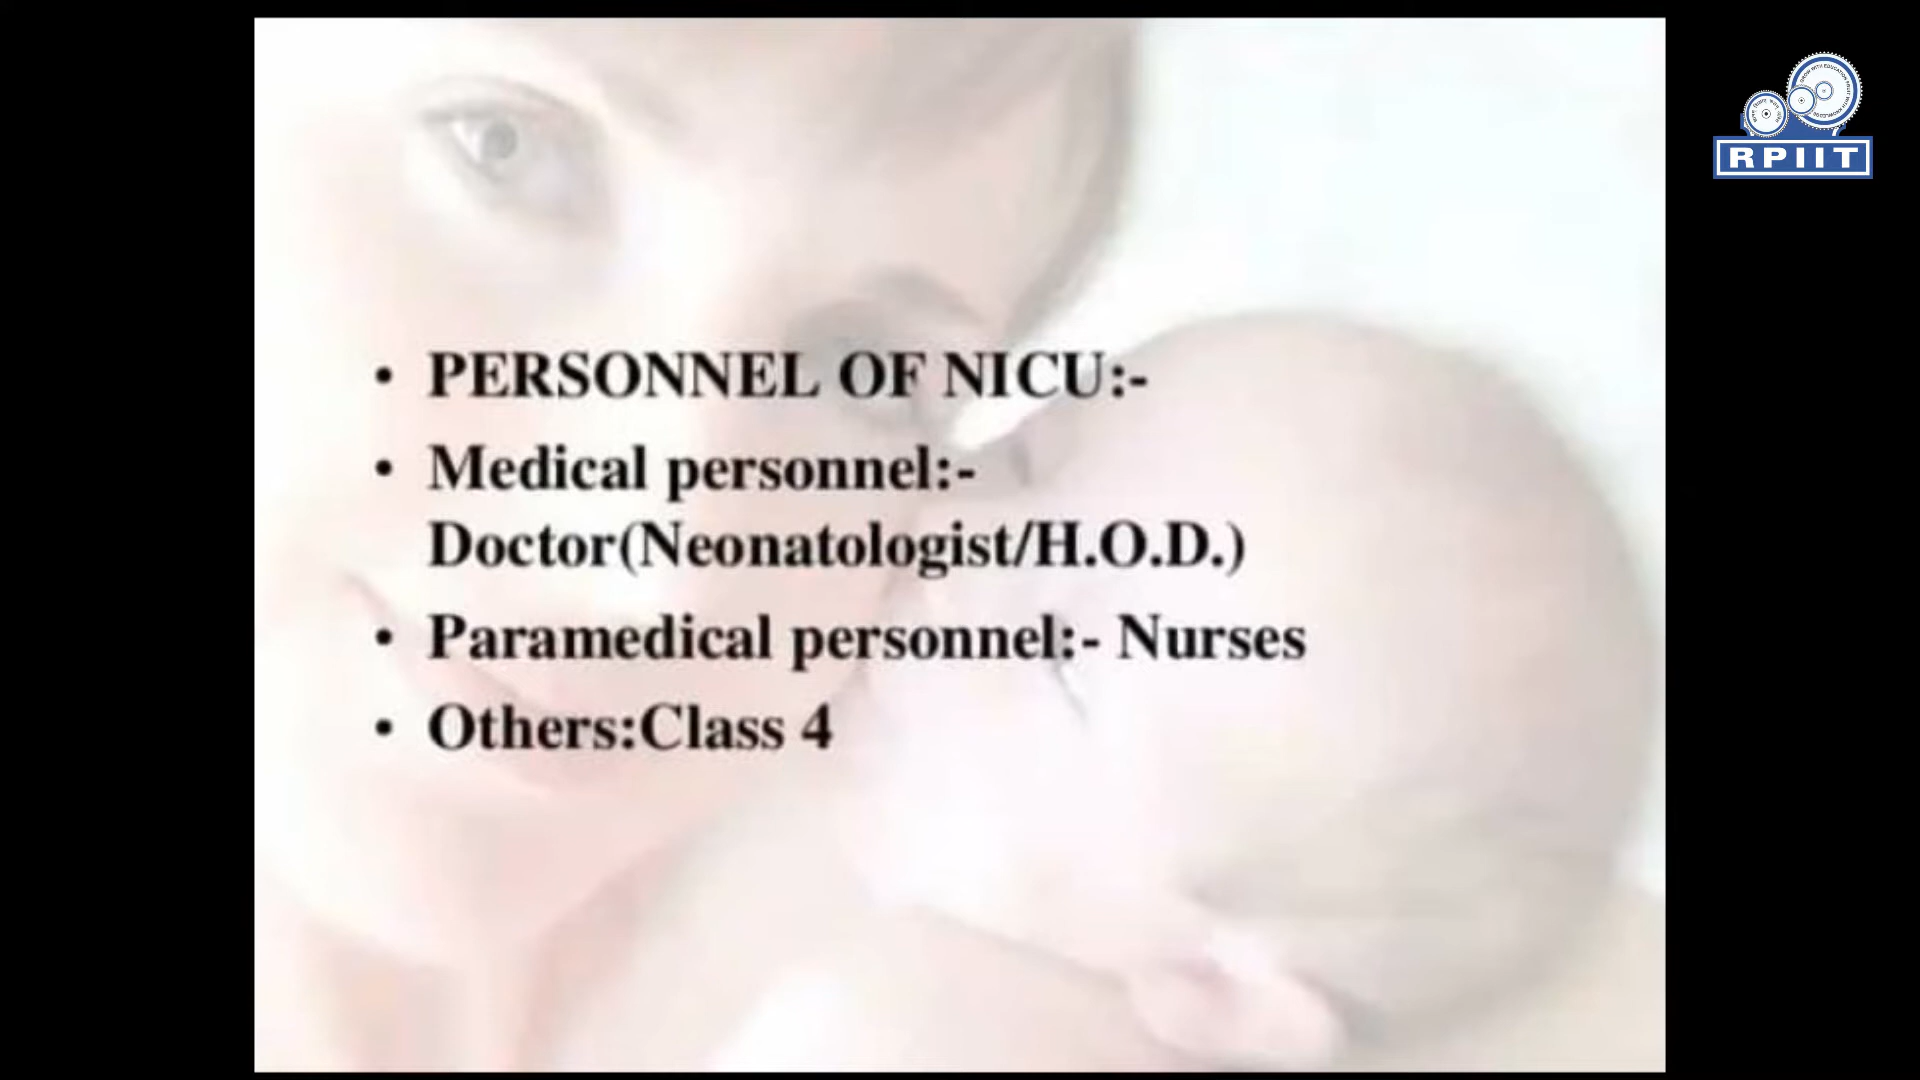 • PERSONNEL OF NICU:-
• Medical personnel:-
Doctor(Neonatologist/H.O.D.)
• Paramedical personnel:- Nurses
• Others:Class 4
RPIIT